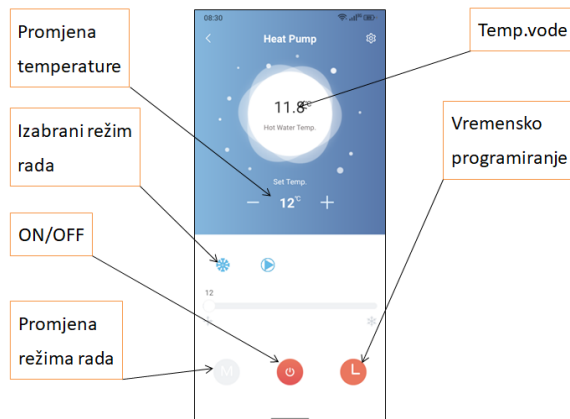 Promjena
temperature
Izabrani režim
rada
ON/OFF
Promjena
režima rada
08:30
Heat Pump
11.8°C
Hot Water Temp.
Set Temp.
— 12°C +
12
M
Temp.vode
Vremensko
programiranje